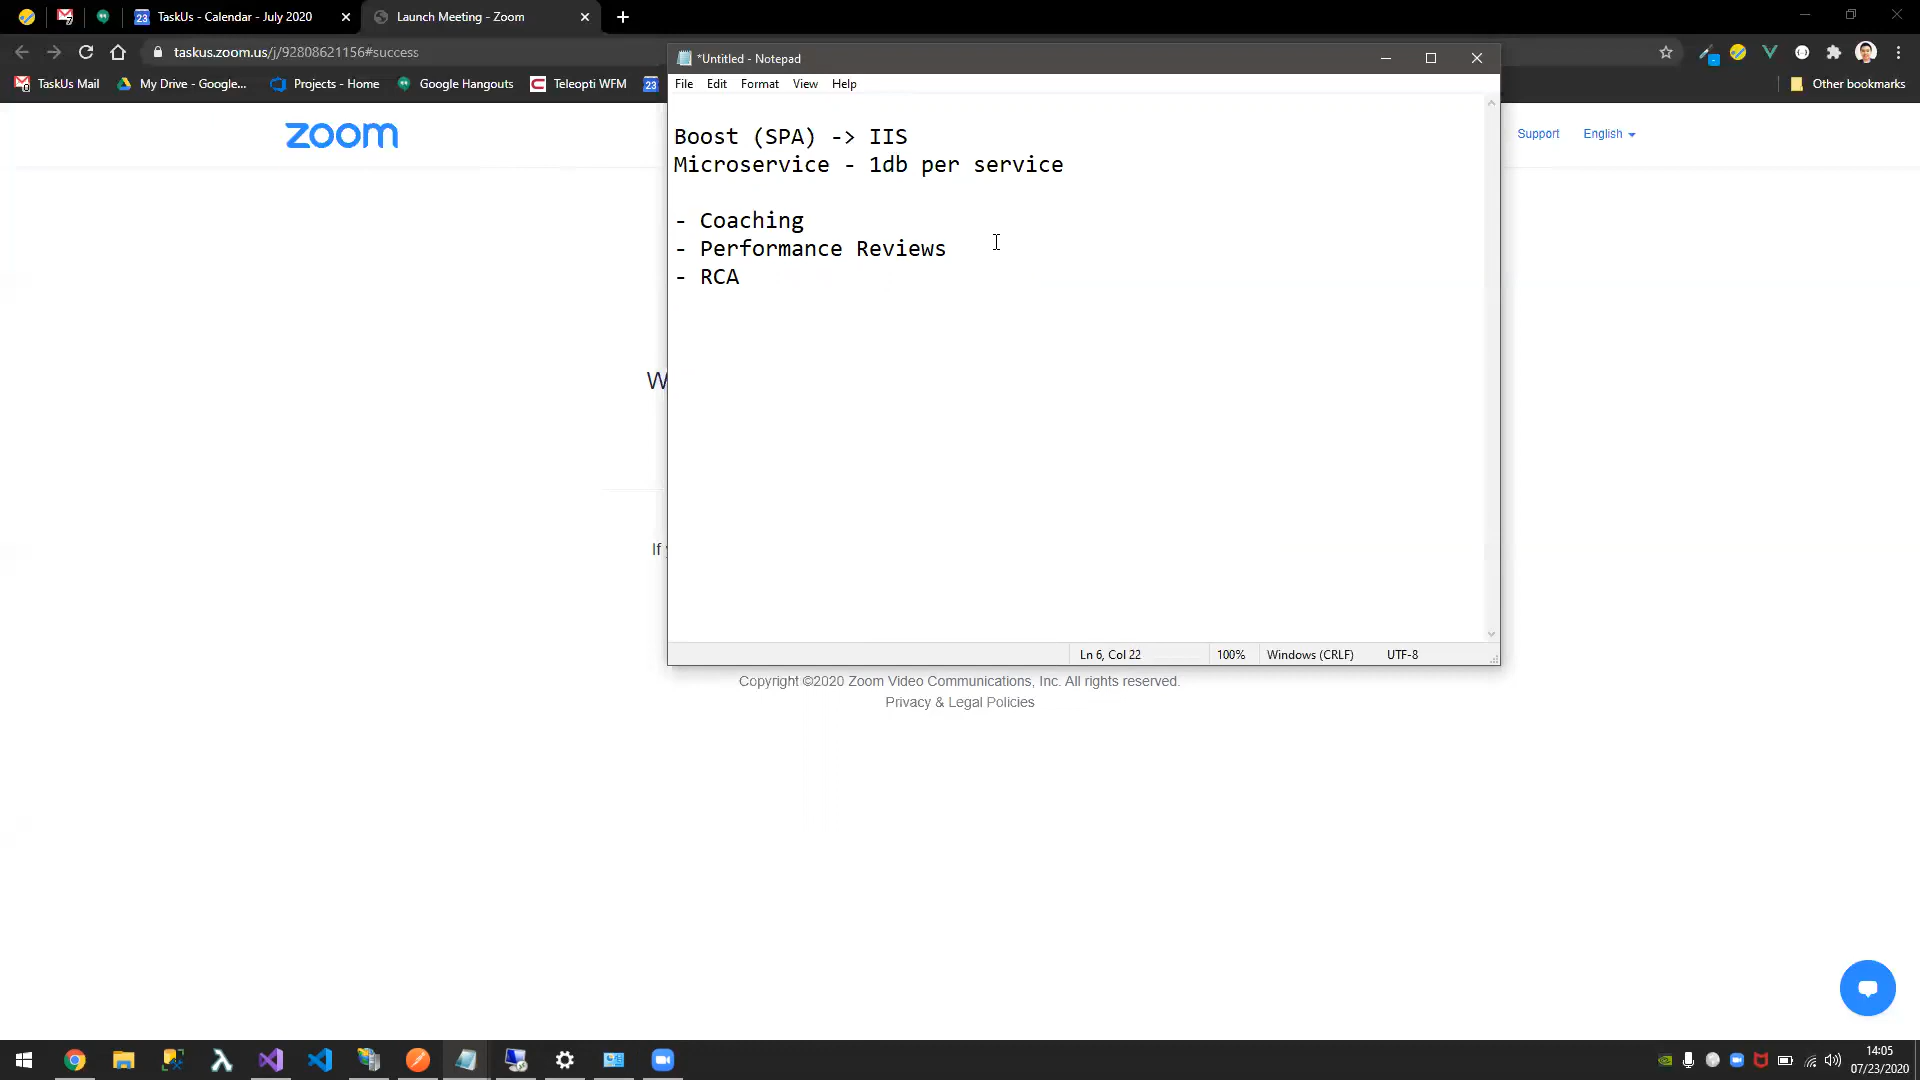 TaskUs - Calendar - July 2020
Launch Meeting - Zoom
taskus.zoom.us/j/92808621156#success
*Untitled - Notepad
TaskUs Mail
My Drive - Google...
Projects - Home
Google Hangouts
Teleopti WFM
23
Other bookmarks
File Edit Format View Help
zoom
Support
English
Boost (SPA) -> IIS
Microservice - 1db per service
- Coaching
- Performance Reviews
- RCA
W
If
Ln 6, Col 22
100%
Windows (CRLF)
UTF-8
Copyright ©2020 Zoom Video Communications, Inc. All rights reserved.
Privacy & Legal Policies
14:05
07/23/2020